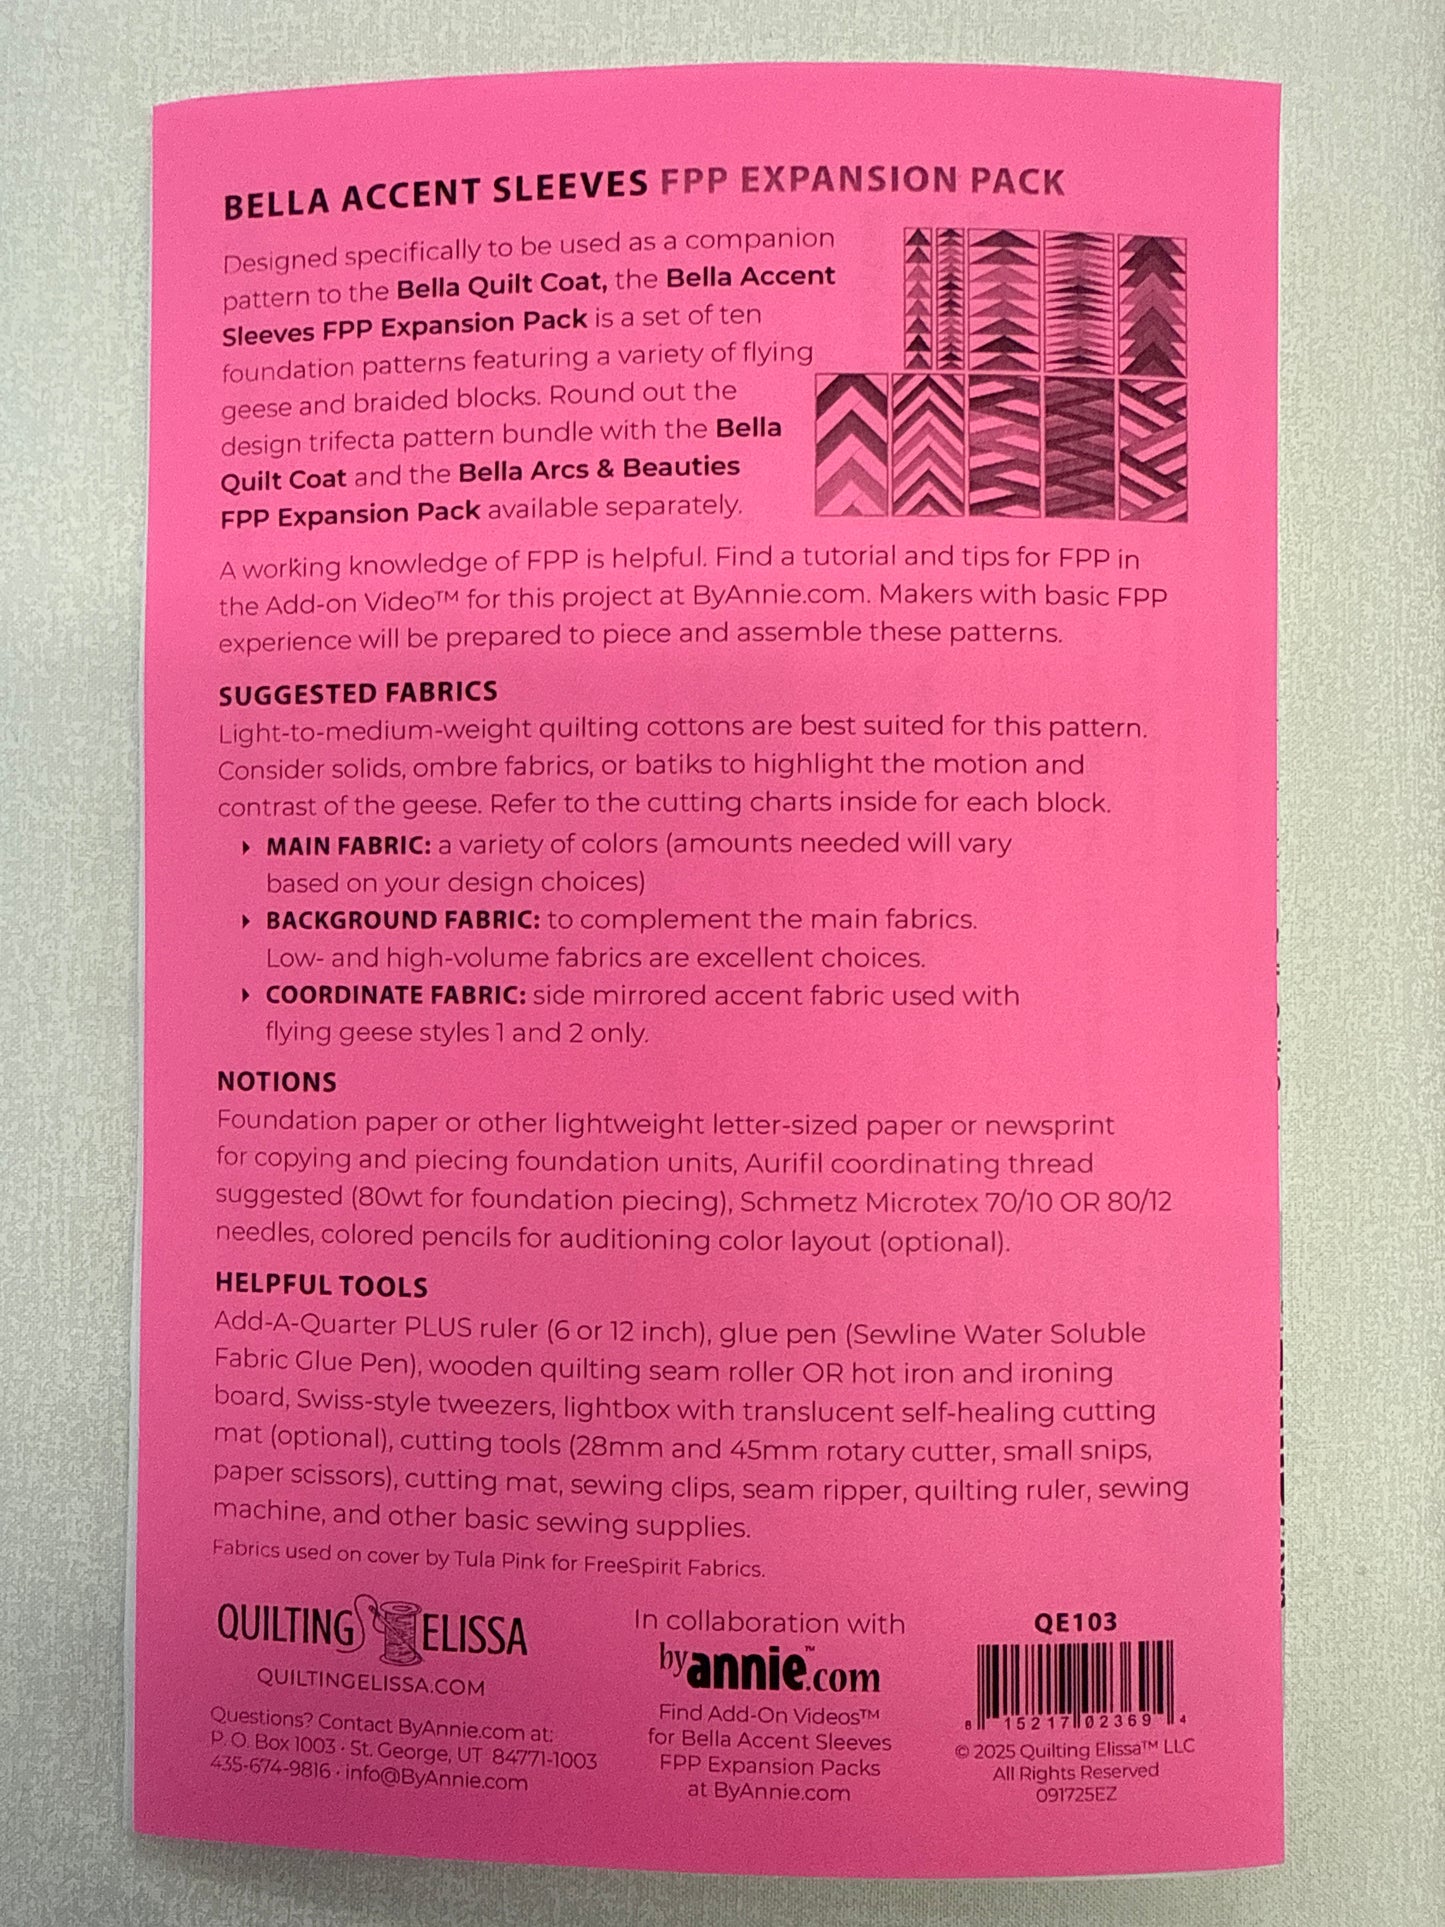 BELLA ACCENT SLEEVES FPP EXPANSION PACK
Designed specifically to be used as a companion
pattern to the Bella Quilt Coat, the Bella Accent
Sleeves FPP Expansion Pack is a set of ten
foundation patterns featuring a variety of flying
geese and braided blocks. Round out the
design trifecta pattern bundle with the Bella
Quilt Coat and the Bella Arcs & Beauties
FPP Expansion Pack available separately.
A working knowledge of FPP is helpful. Find a tutorial and tips for FPP in
the Add-on Video™ for this project at ByAnnie.com. Makers with basic FPP
experience will be prepared to piece and assemble these patterns.
SUGGESTED FABRICS
Light-to-medium-weight quilting cottons are best suited for this pattern.
Consider solids, ombre fabrics, or batiks to highlight the motion and
contrast of the geese. Refer to the cutting charts inside for each block.
MAIN FABRIC: a variety of colors (amounts needed will vary
based on your design choices)
BACKGROUND FABRIC: to complement the main fabrics.
Low- and high-volume fabrics are excellent choices.
COORDINATE FABRIC: side mirrored accent fabric used with
flying geese styles 1 and 2 only.
NOTIONS
Foundation paper or other lightweight letter-sized paper or newsprint
for copying and piecing foundation units, Aurifil coordinating thread
suggested (80wt for foundation piecing), Schmetz Microtex 70/10 OR 80/12
needles, colored pencils for auditioning color layout (optional).
HELPFUL TOOLS
Add-A-Quarter PLUS ruler (6 or 12 inch), glue pen (Sewline Water Soluble
Fabric Glue Pen), wooden quilting seam roller OR hot iron and ironing
board, Swiss-style tweezers, lightbox with translucent self-healing cutting
mat (optional), cutting tools (28mm and 45mm rotary cutter, small snips,
paper scissors), cutting mat, sewing clips, seam ripper, quilting ruler, sewing
machine, and other basic sewing supplies.
Fabrics used on cover by Tula Pink for FreeSpirit Fabrics.
QUILTING ELISSA
QUILTINGELISSA.COM
Questions? Contact ByAnnie.com at:
P.O. Box 1003 · St. George, UT 84771-1003
435-674-9816 · info@ByAnnie.com
In collaboration with
byannie™.com
Find Add-On Videos™
for Bella Accent Sleeves
FPP Expansion Packs
at ByAnnie.com
QE103
8 15217 02369 4
© 2025 Quilting Elissa™ LLC
All Rights Reserved
091725EZ